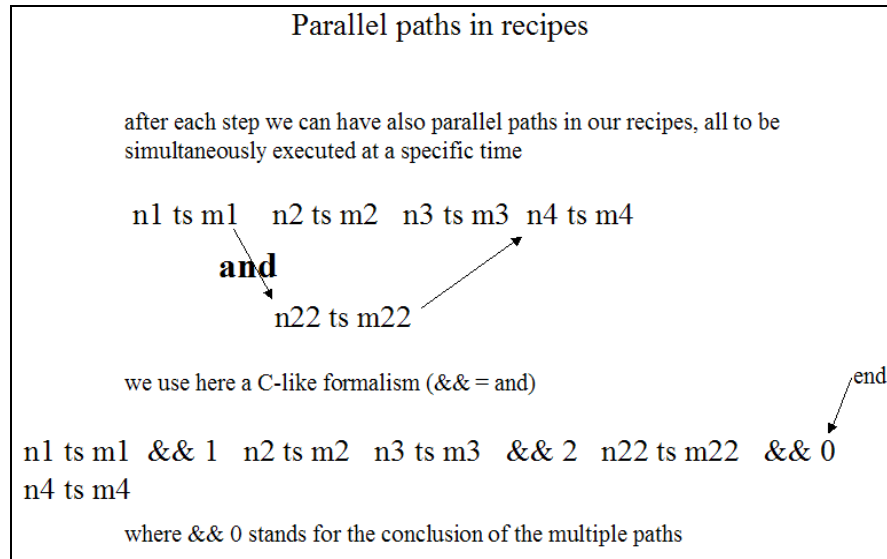 Parallel paths in recipes
after each step we can have also parallel paths in our recipes, all to be
simultaneously executed at a specific time
n1 ts m1 n2 ts m2 n3 ts m3 n4 ts m4
and
n22 ts m22
we use here a C-like formalism (&& = and)
end
n1 ts m1 && 1 n2 ts m2 n3 ts m3 && 2 n22 ts m22 && 0
n4 ts m4
where && 0 stands for the conclusion of the multiple paths